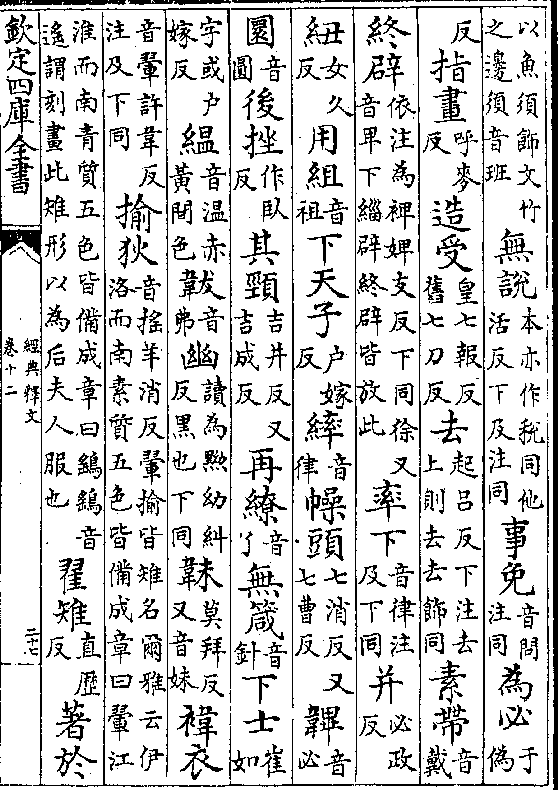 以魚須飾文竹之邊須音班無說本亦作稅同他活反下及注同事免音問注同為必于偽
反指畫呼麥反造受皇七報反舊七刀反去起呂反下注去上則去去飾同素帶音戴
終辟依注為裨婢支反下同徐又音卑下緇辟終辟皆放此率下音律注及下同并必政反
紐女久反用組音祖下天子户嫁反繂音律幧頭七消反又七曹反韠音必
圜音圓後挫作臥反其頸吉井反又吉成反再繚音了無箴音針下士崔如
字或户嫁反緼音温赤黃間色韍音弗幽讀為黝幼糾反黑也下同韎莫拜反又音妹褘衣
音翬許韋反注及下同揄狄音搖羊消反翬揄皆雉名爾雅云伊洛而南素質五色皆備成章曰翬江
淮而南青質五色皆備成章曰鷂鷂音遙謂刻畫此雉形以為后夫人服也翟雉直歷反著於
欽定四庫全書
經典釋文
卷十二
二十七